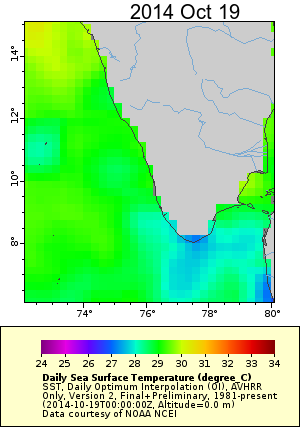 2014 Oct 19
14°
12°
10°
8°
74° 76° 78° 80°
24 25 26 27 28 29 30 31 32 33 34
Daily Sea Surface Temperature (degree_C)
SST, Daily Optimum Interpolation (OI), AVHRR
Only, Version 2, Final+Preliminary, 1981-present
(2014-10-19T00:00:00Z, Altitude=0.0 m)
Data courtesy of NOAA NCEI